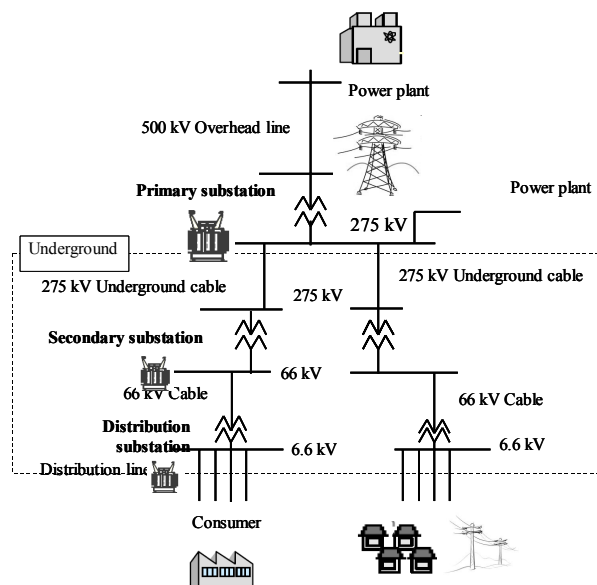 Power plant
500 kV Overhead line
Primary substation
Power plant
275 kV
Underground
275 kV Underground cable
275 kV Underground cable
275 kV
Secondary substation
66 kV
66 kV Cable
66 kV Cable
Distribution
substation
6.6 kV
6.6 kV
Distribution line
Consumer